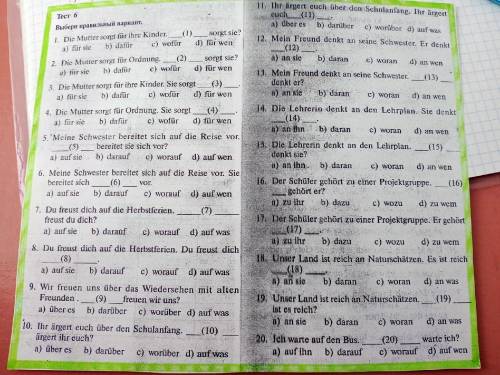 Тест 6
Выбери правильный вариант.
1. Die Mutter sorgt für ihre Kinder. ___(1)___ sorgt sie?
a) für sie b) dafür c) wofür d) für wen
2. Die Mutter sorgt für Ordnung. ___(2)___ sorgt sie?
a) für sie b) dafür c) wofür d) für wen
3. Die Mutter sorgt für ihre Kinder. Sie sorgt ___(3)___.
a) für sie b) dafür c) wofür d) für wen
4. Die Mutter sorgt für Ordnung. Sie sorgt ___(4)___.
a) für sie b) dafür c) wofür d) für wen
5. Meine Schwester bereitet sich auf die Reise vor.
___(5)___ bereitet sie sich vor?
a) auf sie b) darauf c) worauf d) auf wen
6. Meine Schwester bereitet sich auf die Reise vor. Sie
bereitet sich ___(6)___ vor.
a) auf sie b) darauf c) worauf d) auf wen
7. Du freust dich auf die Herbstferien. ___(7)___
freust du dich?
a) auf sie b) darauf c) worauf d) auf was
8. Du freust dich auf die Herbstferien. Du freust dich
___(8)___.
a) auf sie b) darauf c) worauf d) auf was
9. Wir freuen uns über das Wiedersehen mit alten
Freunden. ___(9)___ freuen wir uns?
a) über es b) darüber c) worüber d) auf was
10. Ihr ärgert euch über den Schulanfang. ___(10)___
ärgert ihr euch?
a) über es b) darüber c) worüber d) auf was
11. Ihr ärgert euch über den Schulanfang. Ihr ärgert
euch ___(11)___.
a) über es b) darüber c) worüber d) über was
12. Mein Freund denkt an seine Schwester. Er denkt
___(12)___.
a) an sie b) daran c) woran d) an wen
13. Mein Freund denkt an seine Schwester. ___(13)___
denkt er?
a) an sie b) daran c) woran d) an wen
14. Die Lehrerin denkt an den Lehrplan. Sie denkt
___(14)___.
a) an ihn b) daran c) woran d) an wen
15. Die Lehrerin denkt an den Lehrplan. ___(15)___
denkt sie?
a) an ihn b) daran c) woran d) an wen
16. Der Schüler gehört zu einer Projektgruppe. ___(16)
___ gehört er?
a) zu ihr b) dazu c) wozu d) zu wem
17. Der Schüler gehört zu einer Projektgruppe. Er gehört
___(17)___.
a) zu ihr b) dazu c) wozu d) zu wem
18. Unser Land ist reich an Naturschätzen. Es ist reich
___(18)___.
a) an sie b) daran c) woran d) an was
19. Unser Land ist reich an Naturschätzen. ___(19)___
ist es reich?
a) an sie b) daran c) woran d) an was
20. Ich warte auf den Bus. ___(20)___ warte ich?
a) auf ihn b) darauf c) worauf d) auf wen